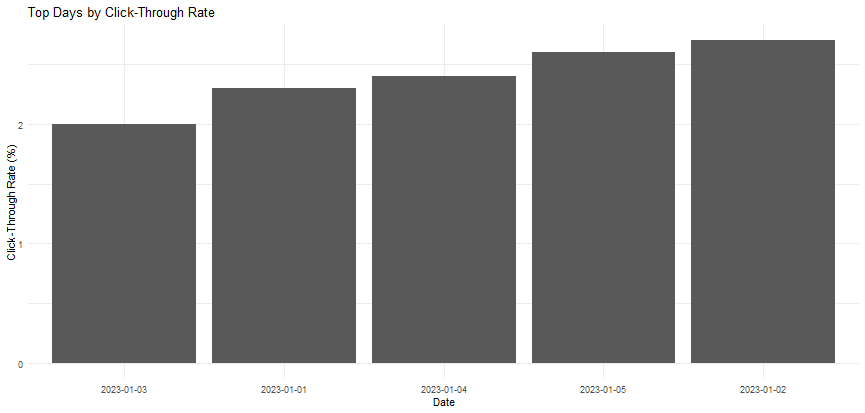 Top Days by Click-Through Rate
Click-Through Rate (%)
2
1
0
2023-01-03 2023-01-01 2023-01-04 2023-01-05 2023-01-02
Date